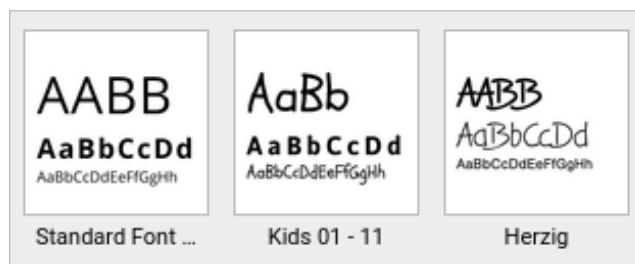 AABB
AaBbCcDd
AaBbCcDdEeFfGgHh
Standard Font ...
AaBb
AaBbCcDd
AaBbCcDdEeFfGgHh
Kids 01 - 11
AABB
AaBbCcDd
AaBbCcDdEeFfGgHh
Herzig